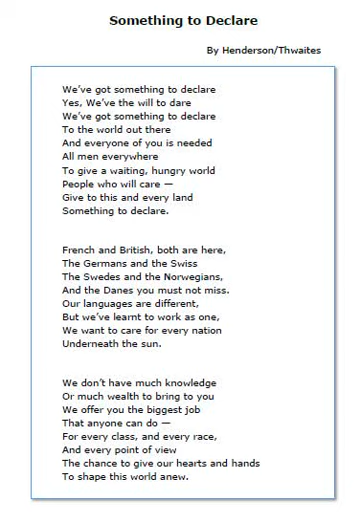 Something to Declare
By Henderson/Thwaites
We've got something to declare
Yes, We've the will to dare
We've got something to declare
To the world out there
And everyone of you is needed
All men everywhere
To give a waiting, hungry world
People who will care —
Give to this and every land
Something to declare.
French and British, both are here,
The Germans and the Swiss
The Swedes and the Norwegians,
And the Danes you must not miss.
Our languages are different,
But we've learnt to work as one,
We want to care for every nation
Underneath the sun.
We don't have much knowledge
Or much wealth to bring to you
We offer you the biggest job
That anyone can do —
For every class, and every race,
And every point of view
The chance to give our hearts and hands
To shape this world anew.